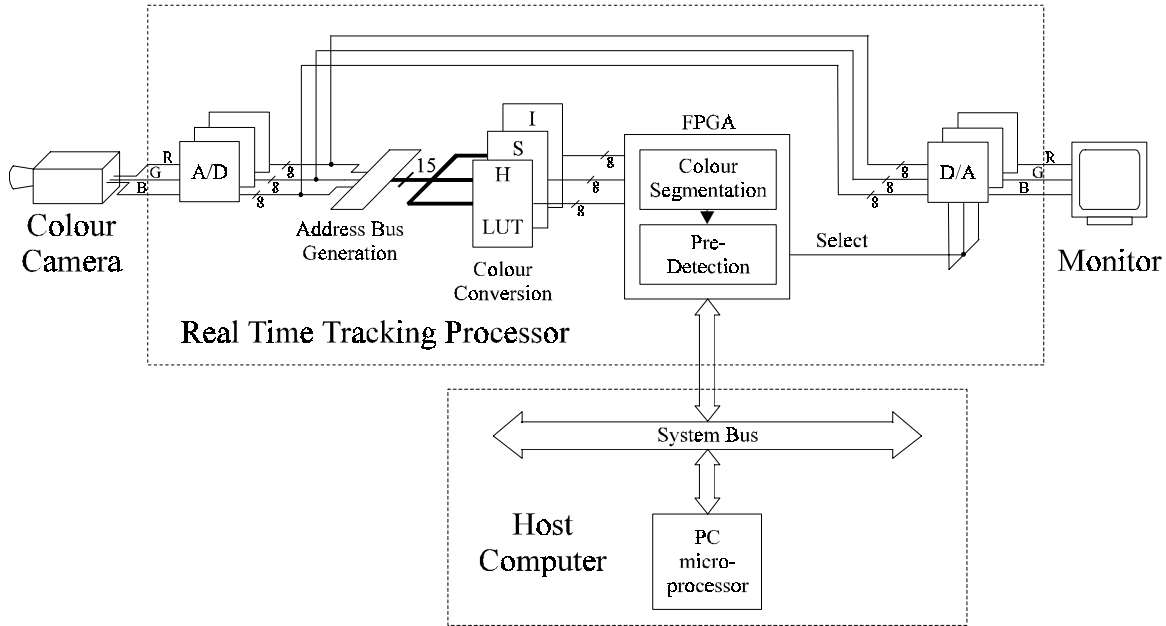 R
G
B
A/D
8
8
8
Colour
Camera
Address Bus
Generation
15
I
S
H
LUT
Colour
Conversion
8
8
8
FPGA
Colour
Segmentation
Pre-
Detection
Select
8
8
8
D/A
R
G
B
Monitor
Real Time Tracking Processor
System Bus
Host
Computer
PC
micro-
processor